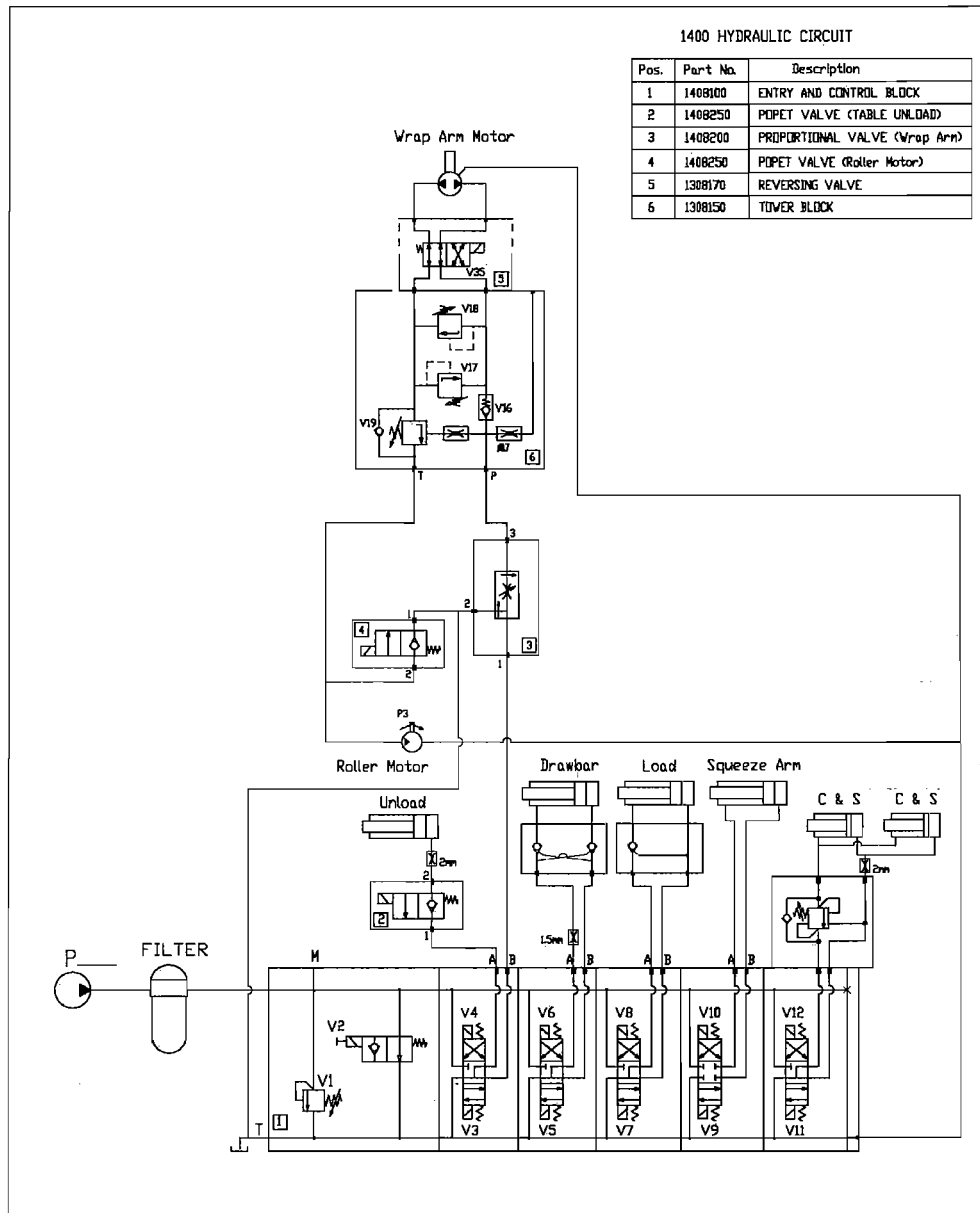 1400 HYDRAULIC CIRCUIT
Pos. Part No. Description
1 1408100 ENTRY AND CONTROL BLOCK
2 1408250 POPET VALVE (TABLE UNLOAD)
3 1408200 PROPORTIONAL VALVE (Wrap Arm)
4 1408250 POPET VALVE (Roller Motor)
5 1308170 REVERSING VALVE
6 1308150 TOWER BLOCK
Wrap Arm Motor
W
V35
5
V18
V17
V16
V19
6
T P
3
2
1
4
3
2
1
P3
Roller Motor
Drawbar Load Squeeze Arm
C & S C & S
Unload
2mm
2mm
2
2
1
1.5mm
P
FILTER
M
A B A B A B A B
V4 V6 V8 V10 V12
V2
V1
T 1
V3 V5 V7 V9 V11